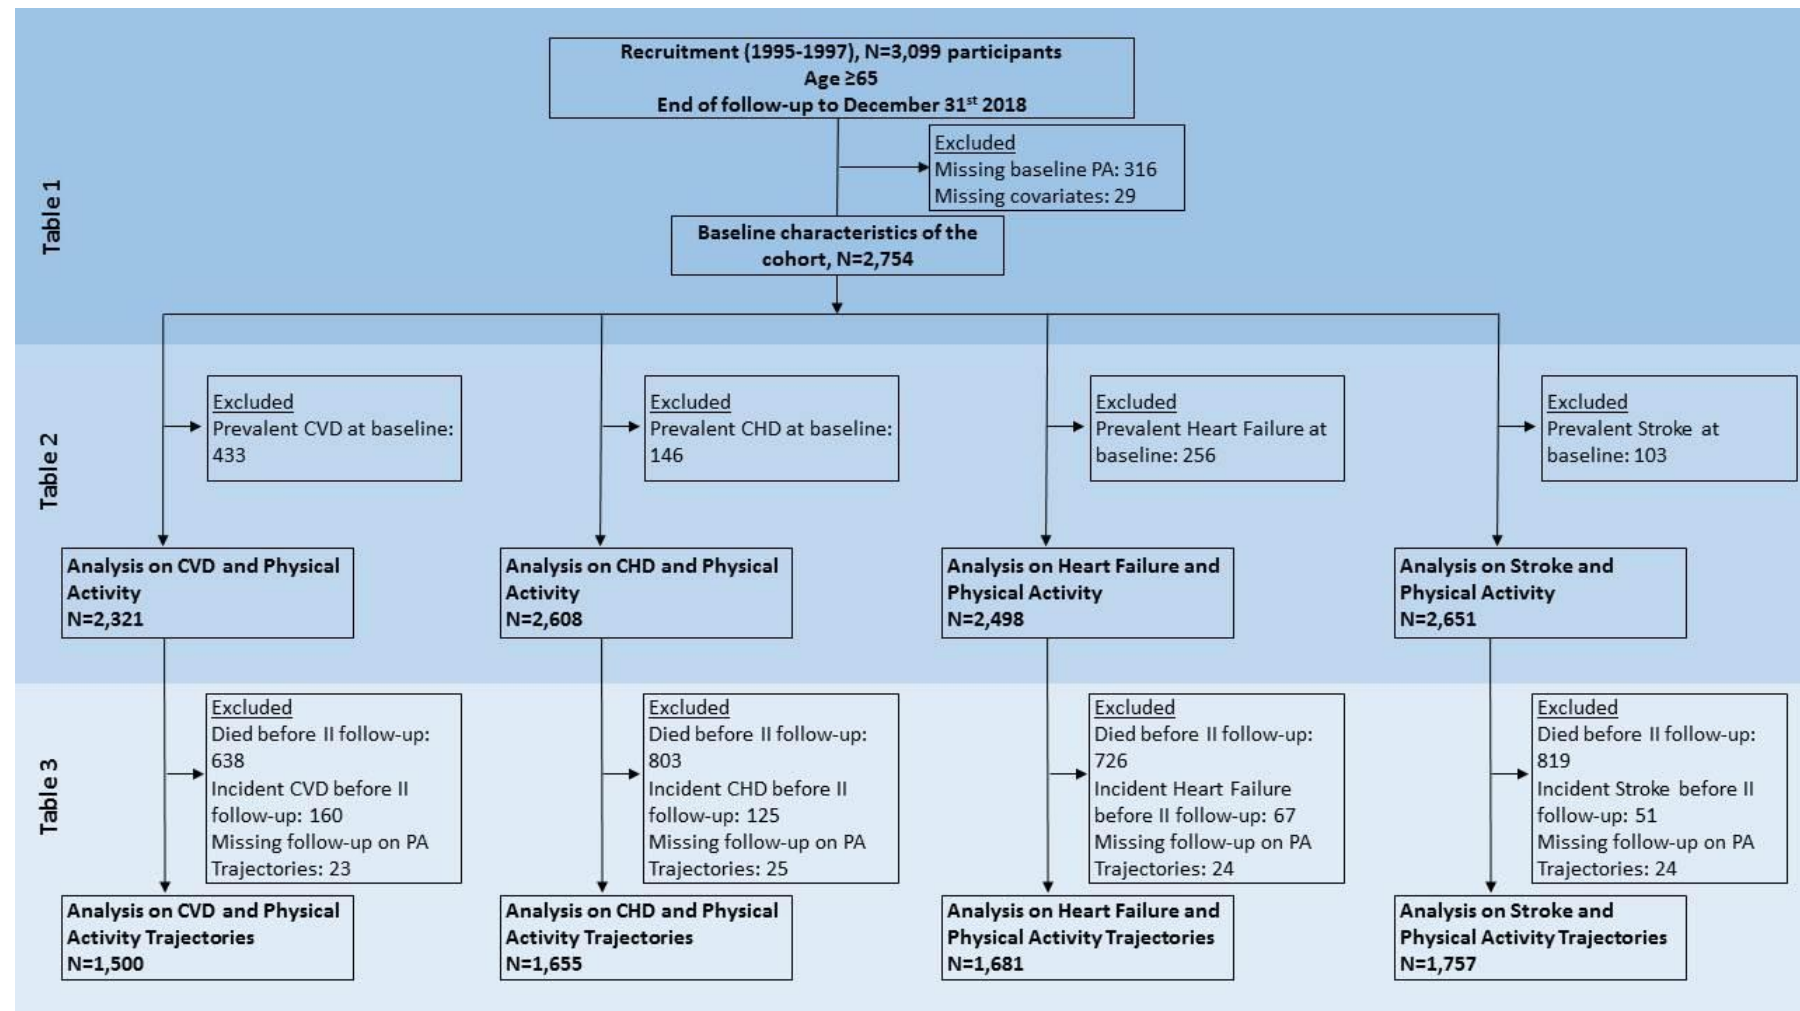 Recruitment (1995-1997), N=3,099 participants
Age ≥65
End of follow-up to December 31st 2018
Excluded
Missing baseline PA: 316
Missing covariates: 29
Table 1
Baseline characteristics of the
cohort, N=2,754
Table 2
Excluded
Prevalent CVD at baseline:
433
Excluded
Prevalent CHD at baseline:
146
Excluded
Prevalent Heart Failure at
baseline: 256
Excluded
Prevalent Stroke at
baseline: 103
Analysis on CVD and Physical
Activity
N=2,321
Analysis on CHD and Physical
Activity
N=2,608
Analysis on Heart Failure and
Physical Activity
N=2,498
Analysis on Stroke and
Physical Activity
N=2,651
Table 3
Excluded
Died before II follow-up:
638
Incident CVD before II
follow-up: 160
Missing follow-up on PA
Trajectories: 23
Excluded
Died before II follow-up:
803
Incident CHD before II
follow-up: 125
Missing follow-up on PA
Trajectories: 25
Excluded
Died before II follow-up:
726
Incident Heart Failure
before II follow-up: 67
Missing follow-up on PA
Trajectories: 24
Excluded
Died before II follow-up:
819
Incident Stroke before II
follow-up: 51
Missing follow-up on PA
Trajectories: 24
Analysis on CVD and Physical
Activity Trajectories
N=1,500
Analysis on CHD and Physical
Activity Trajectories
N=1,655
Analysis on Heart Failure and
Physical Activity Trajectories
N=1,681
Analysis on Stroke and
Physical Activity Trajectories
N=1,757